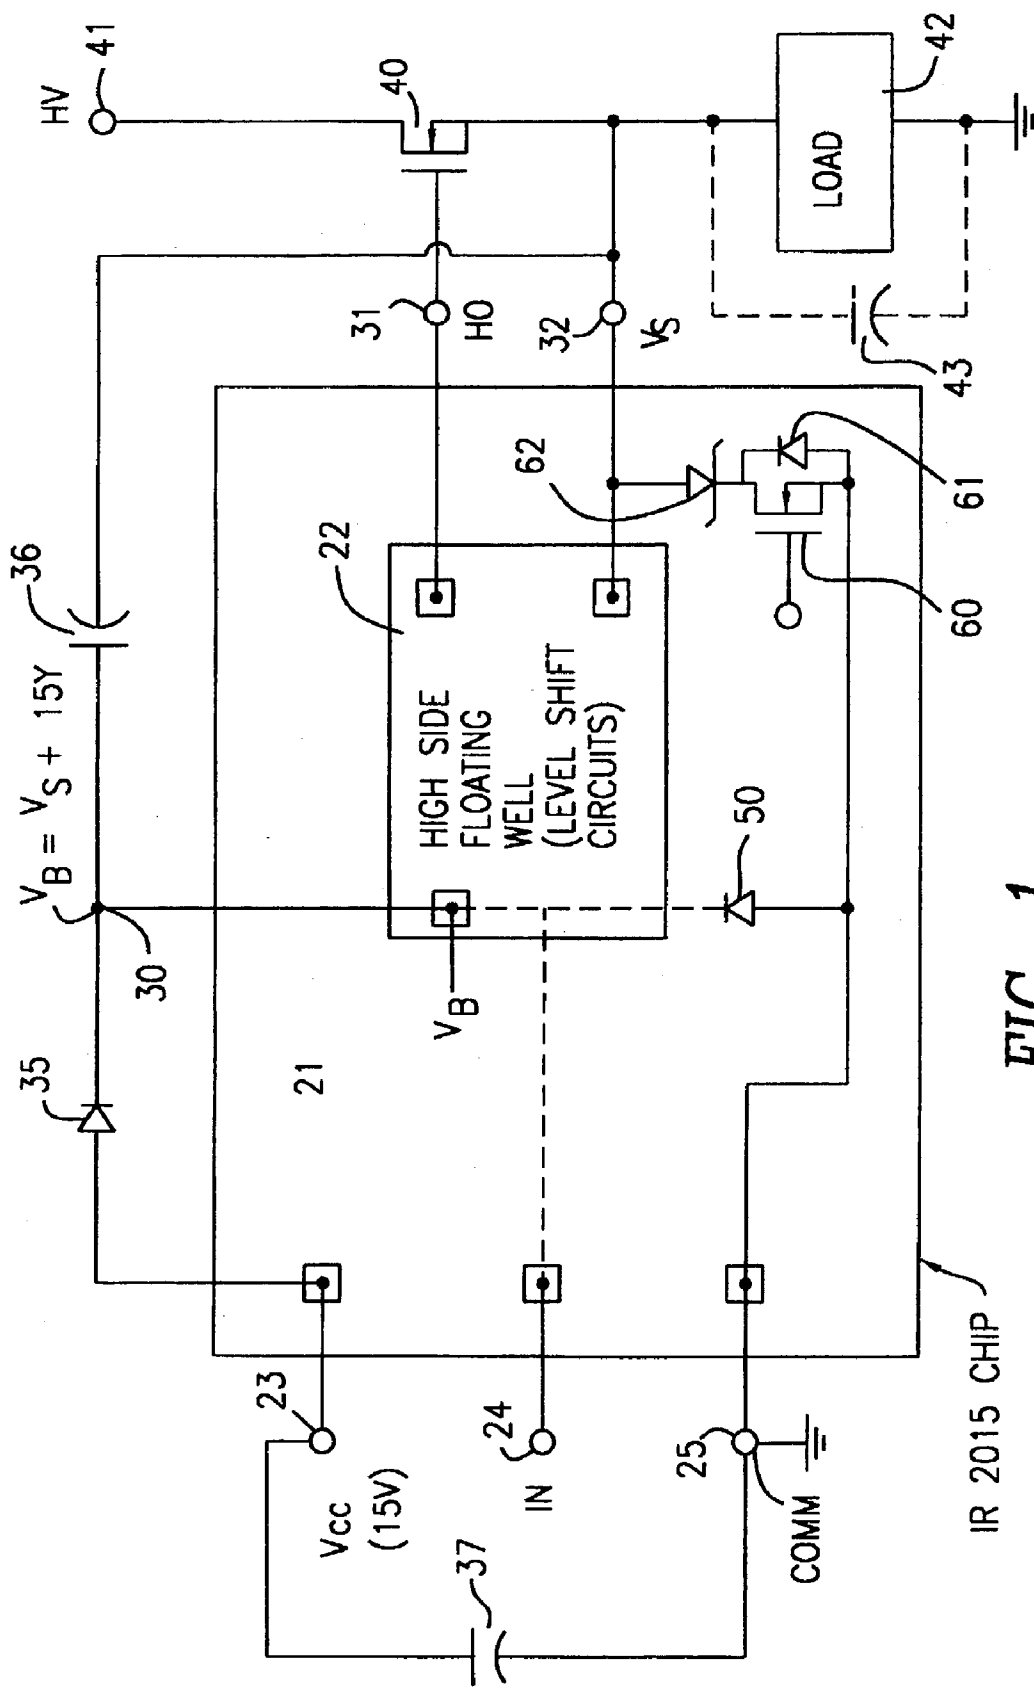 HV
41
40
42
LOAD
43
31
HO
32
VS
36
VB = VS + 15Y
30
35
22
HIGH SIDE
FLOATING
WELL
(LEVEL SHIFT
CIRCUITS)
VB
21
62
61
60
50
23
Vcc
(15V)
24
IN
25
COMM
37
IR 2015 CHIP
FIG. 1